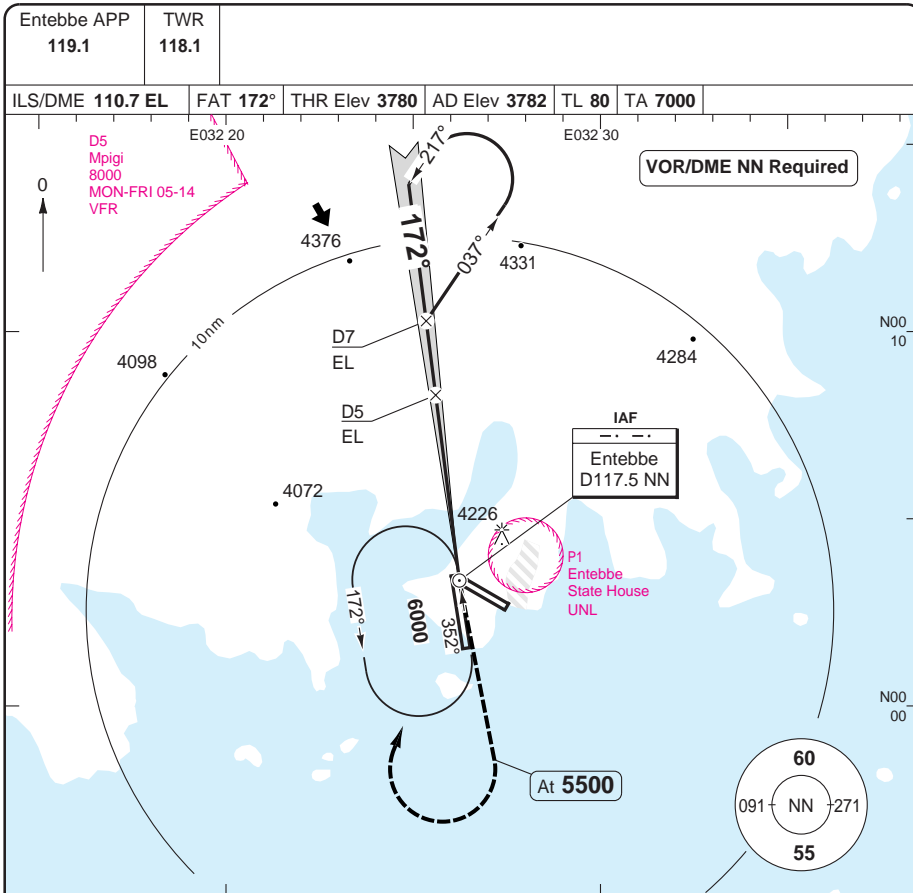 Entebbe APP
119.1
TWR
118.1
ILS/DME 110.7 EL
FAT 172°
THR Elev 3780
AD Elev 3782
TL 80
TA 7000
E032 20
E032 30
D5
Mpigi
8000
MON-FRI 05-14
VFR
VOR/DME NN Required
0
217°
172°
037°
4376
4331
10nm
N00
10
D7
EL
4284
4098
D5
EL
IAF
Entebbe
D117.5 NN
4072
4226
P1
Entebbe
State House
UNL
172°
6000
352°
N00
00
At 5500
60
091
NN
271
55